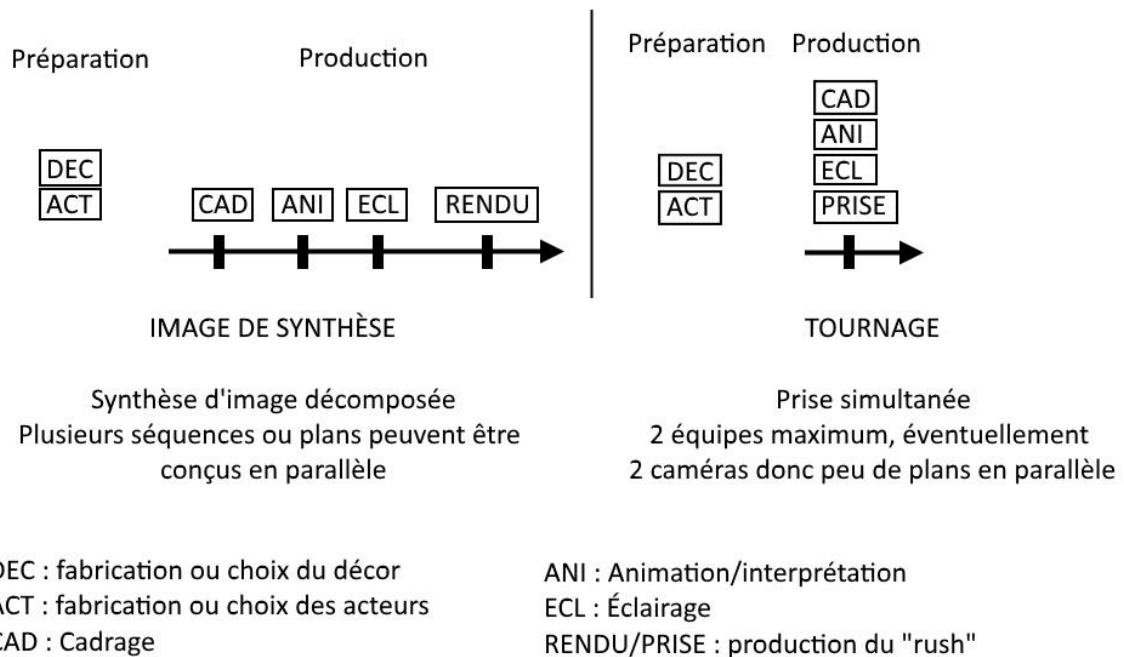 Préparation
Production
DEC
ACT
CAD ANI ECL RENDU
IMAGE DE SYNTHÈSE
Synthèse d'image décomposée
Plusieurs séquences ou plans peuvent être
conçus en parallèle
Préparation
Production
CAD
ANI
DEC
ECL
ACT
PRISE
TOURNAGE
Prise simultanée
2 équipes maximum, éventuellement
2 caméras donc peu de plans en parallèle
DEC : fabrication ou choix du décor
ACT : fabrication ou choix des acteurs
CAD : Cadrage
ANI : Animation/interprétation
ECL : Éclairage
RENDU/PRISE : production du "rush"